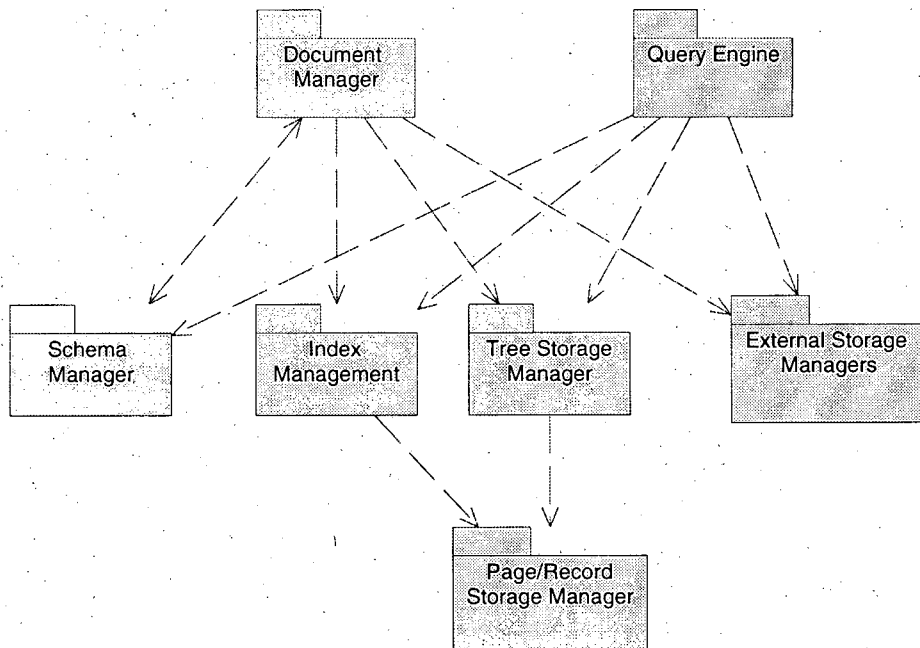 Document
Manager
Query Engine
Schema
Manager
Index
Management
Tree Storage
Manager
External Storage
Managers
Page/Record
Storage Manager